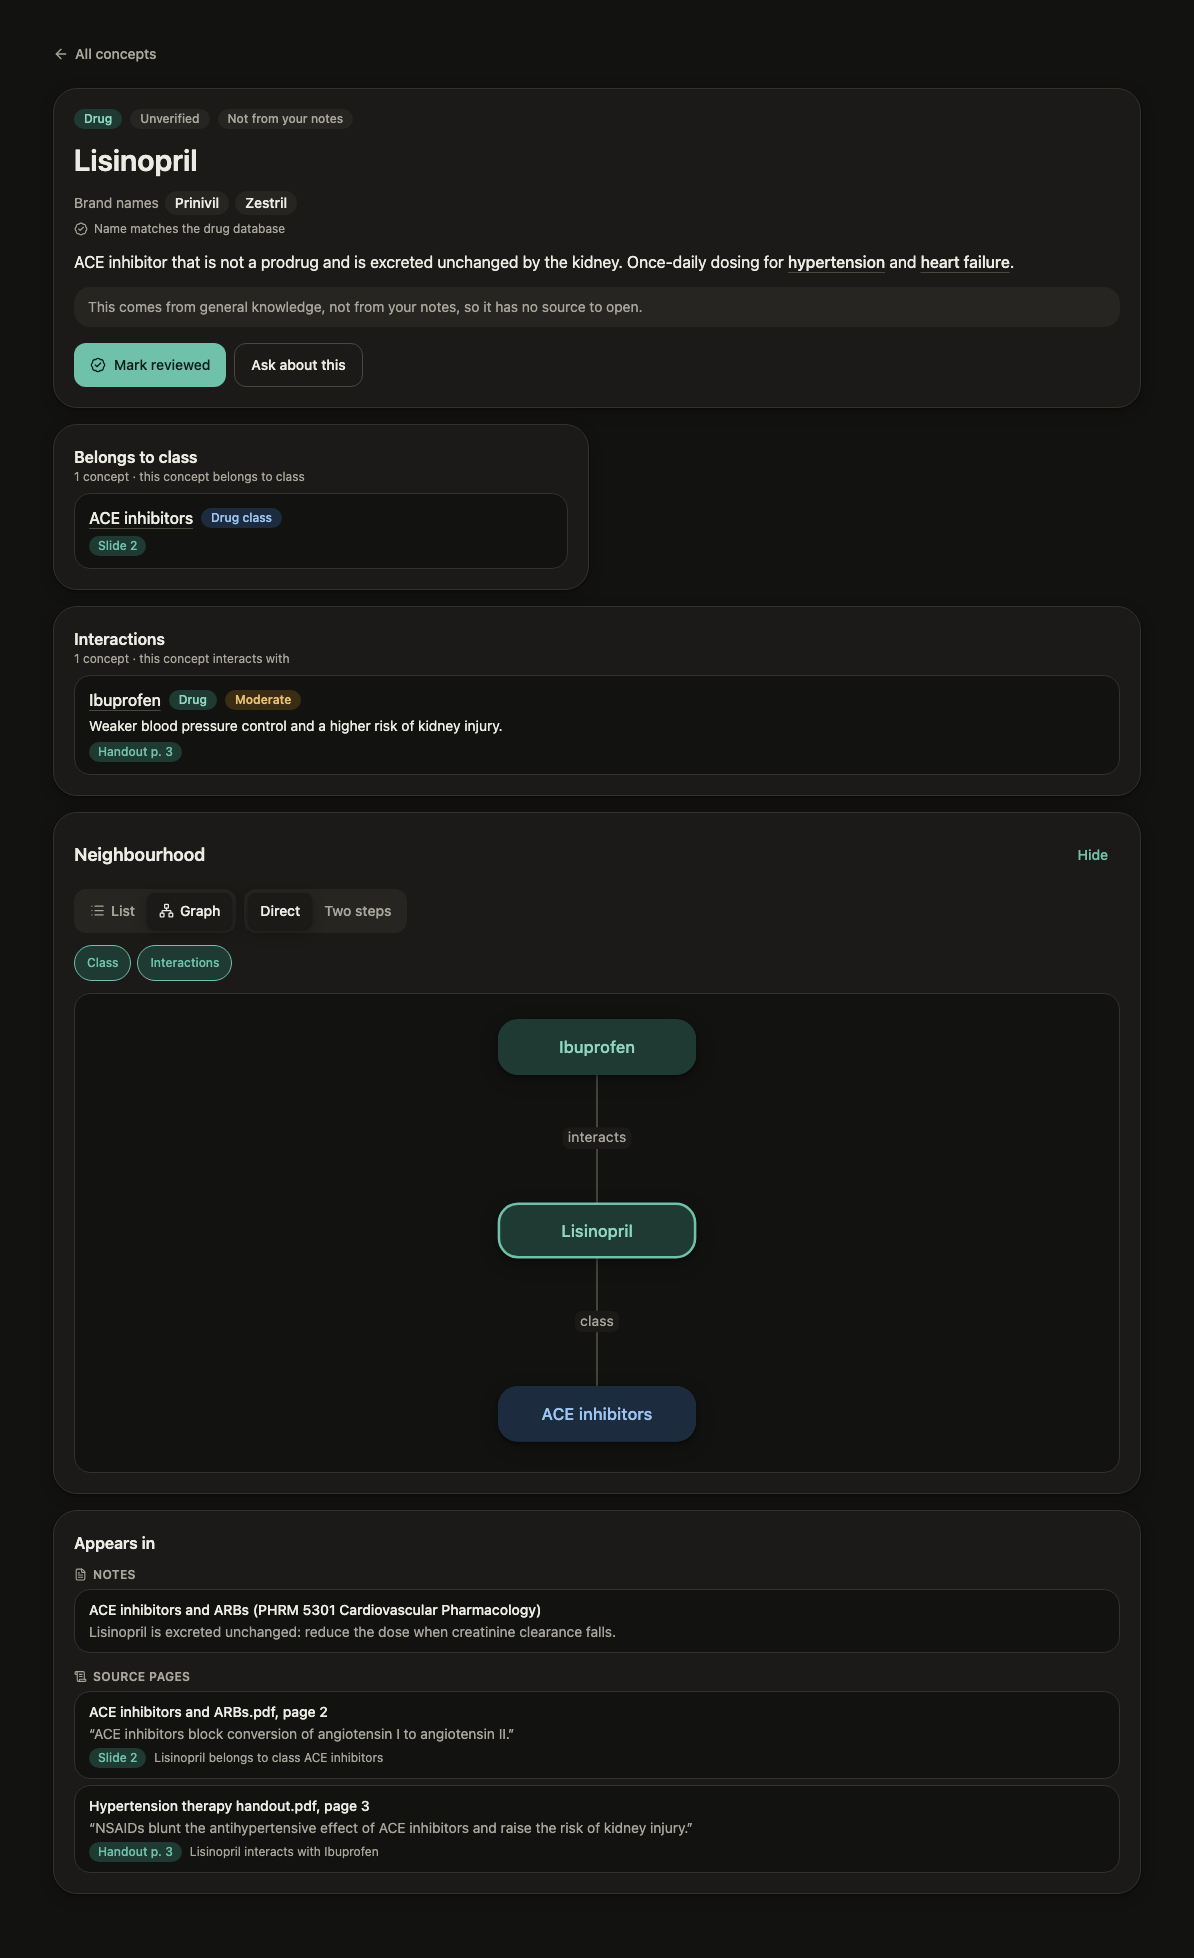 All concepts
Drug Unverified Not from your notes
Lisinopril
Brand names Prinivil Zestril
Name matches the drug database
ACE inhibitor that is not a prodrug and is excreted unchanged by the kidney. Once-daily dosing for hypertension and heart failure.
This comes from general knowledge, not from your notes, so it has no source to open.
Mark reviewed Ask about this
Belongs to class
1 concept · this concept belongs to class
ACE inhibitors Drug class
Slide 2
Interactions
1 concept · this concept interacts with
Ibuprofen Drug Moderate
Weaker blood pressure control and a higher risk of kidney injury.
Handout p. 3
Neighbourhood Hide
List Graph Direct Two steps
Class Interactions
Ibuprofen
interacts
Lisinopril
class
ACE inhibitors
Appears in
NOTES
ACE inhibitors and ARBs (PHRM 5301 Cardiovascular Pharmacology)
Lisinopril is excreted unchanged: reduce the dose when creatinine clearance falls.
SOURCE PAGES
ACE inhibitors and ARBs.pdf, page 2
“ACE inhibitors block conversion of angiotensin I to angiotensin II.”
Slide 2 Lisinopril belongs to class ACE inhibitors
Hypertension therapy handout.pdf, page 3
“NSAIDs blunt the antihypertensive effect of ACE inhibitors and raise the risk of kidney injury.”
Handout p. 3 Lisinopril interacts with Ibuprofen